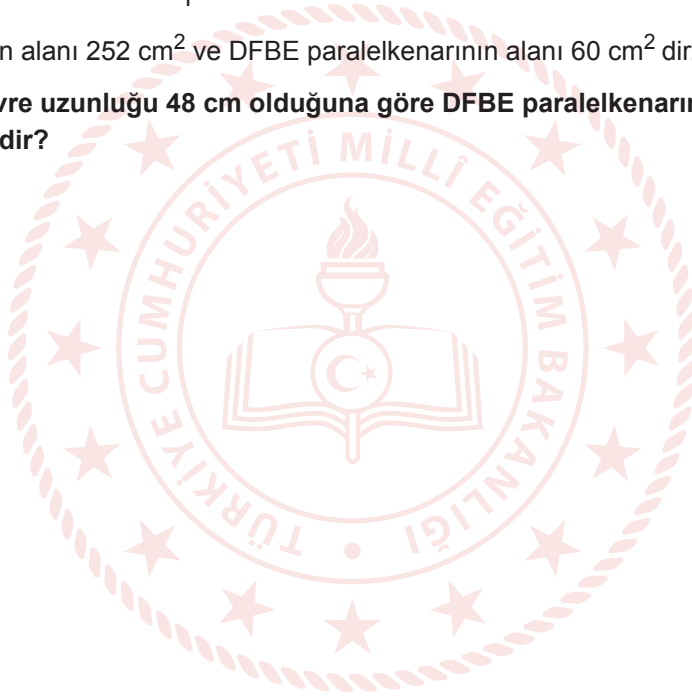 n alanı 252 cm² ve DFBE paralelkenarının alanı 60 cm² dir.
vre uzunluğu 48 cm olduğuna göre DFBE paralelkenarın
dir?
TÜRKİYE CUMHURİYETİ MİLLÎ EĞİTİM BAKANLIĞI